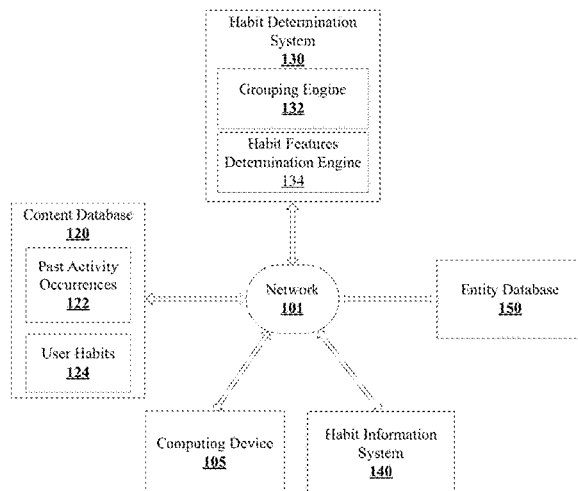 Habit Determination
System
130
Grouping Engine
132
Habit Features
Determination Engine
134
Content Database
120
Past Activity
Occurrences
122
User Habits
124
Network
101
Entity Database
150
Computing Device
105
Habit Information
System
140